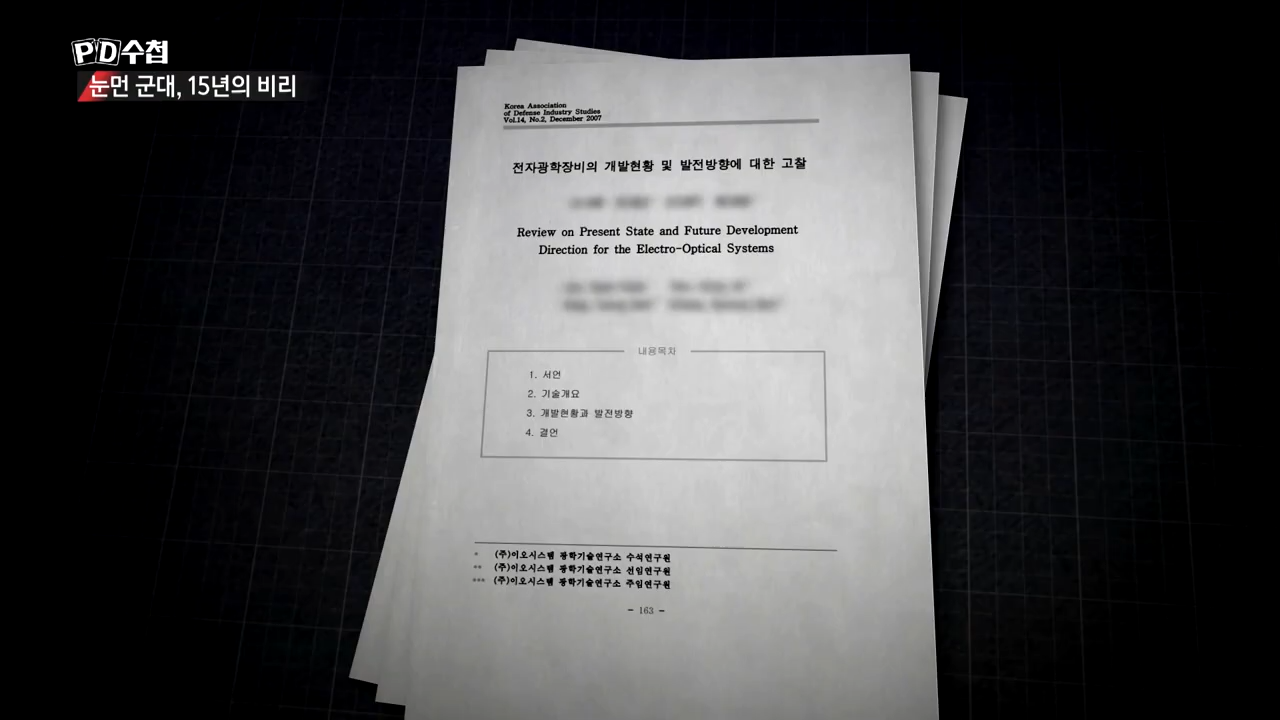 PD수첩
눈먼 군대, 15년의 비리
Korea Association
of Defense Industry Studies
Vol.14, No.2, December 2007
전자광학장비의 개발현황 및 발전방향에 대한 고찰
Review on Present State and Future Development
Direction for the Electro-Optical Systems
내용목차
1. 서언
2. 기술개요
3. 개발현황과 발전방향
4. 결언
* (주)이오시스템 광학기술연구소 수석연구원
** (주)이오시스템 광학기술연구소 선임연구원
*** (주)이오시스템 광학기술연구소 주임연구원
- 163 -